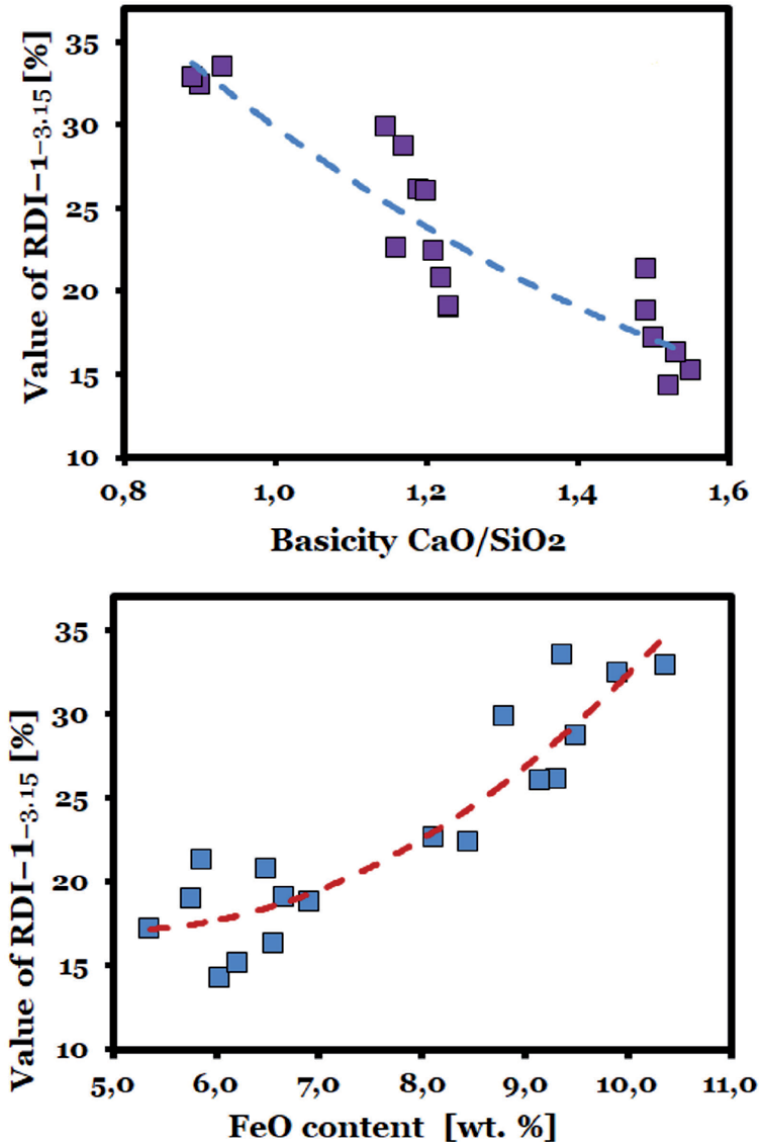 Value of RDI–1–3.15 [%]
35
30
25
20
15
10
0,8 1,0 1,2 1,4 1,6
Basicity CaO/SiO2
Value of RDI–1–3.15 [%]
35
30
25
20
15
10
5,0 6,0 7,0 8,0 9,0 10,0 11,0
FeO content [wt. %]